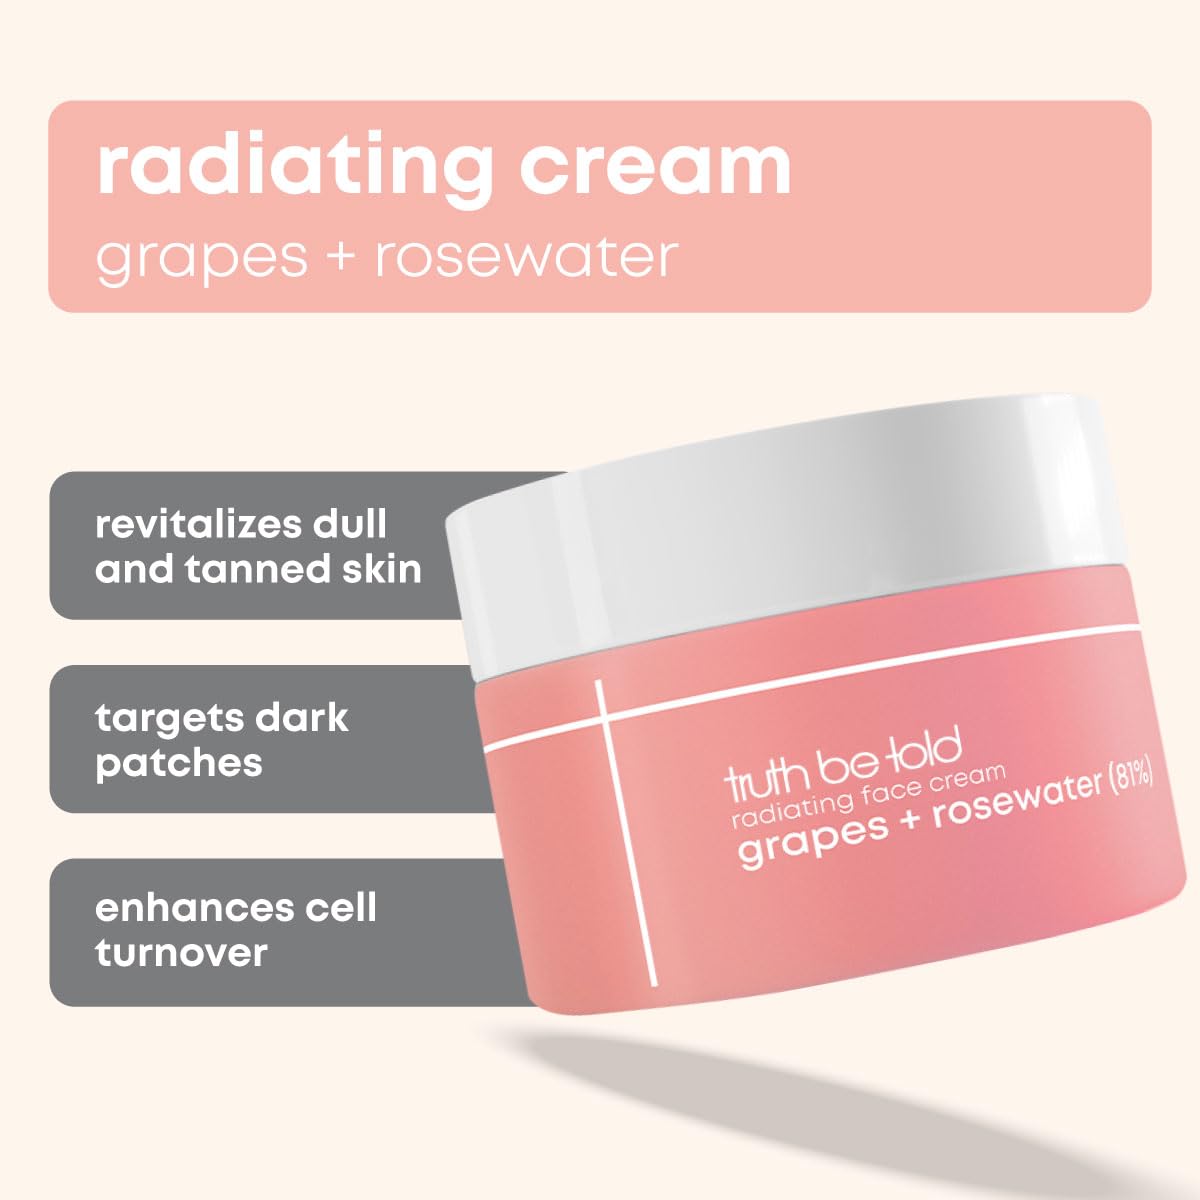 radiating cream
grapes + rosewater
revitalizes dull
and tanned skin
targets dark
patches
enhances cell
turnover
truth be told
radiating face cream
grapes + rosewater (81%)